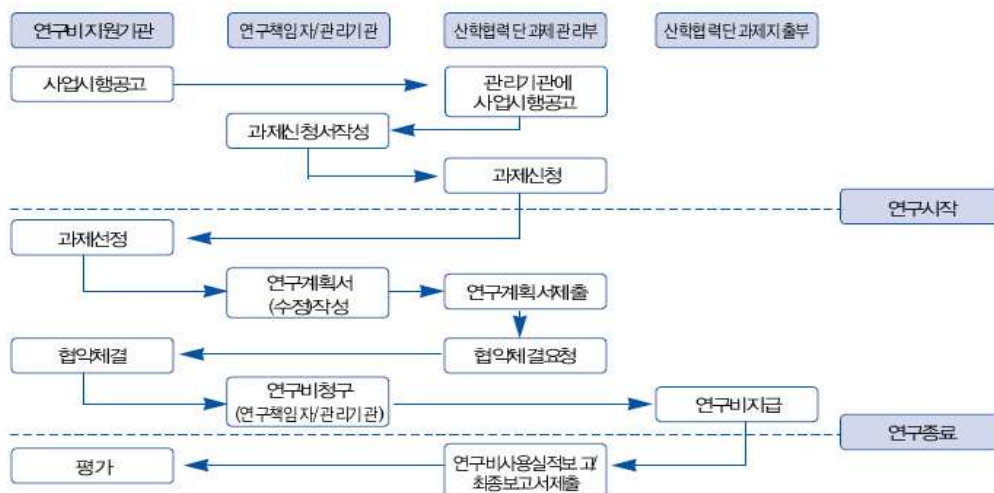 연구비지원기관
연구책임자/관리기관
산학협력단과제관리부
산학협력단과제지출부
사업시행공고
관리기관에
사업시행공고
과제신청서작성
과제신청
연구시작
과제선정
연구계획서
(수정)작성
연구계획서제출
협약체결
협약체결요청
연구비청구
(연구책임자/관리기관)
연구비지급
연구종료
평가
연구비사용실적보고/
최종보고서제출